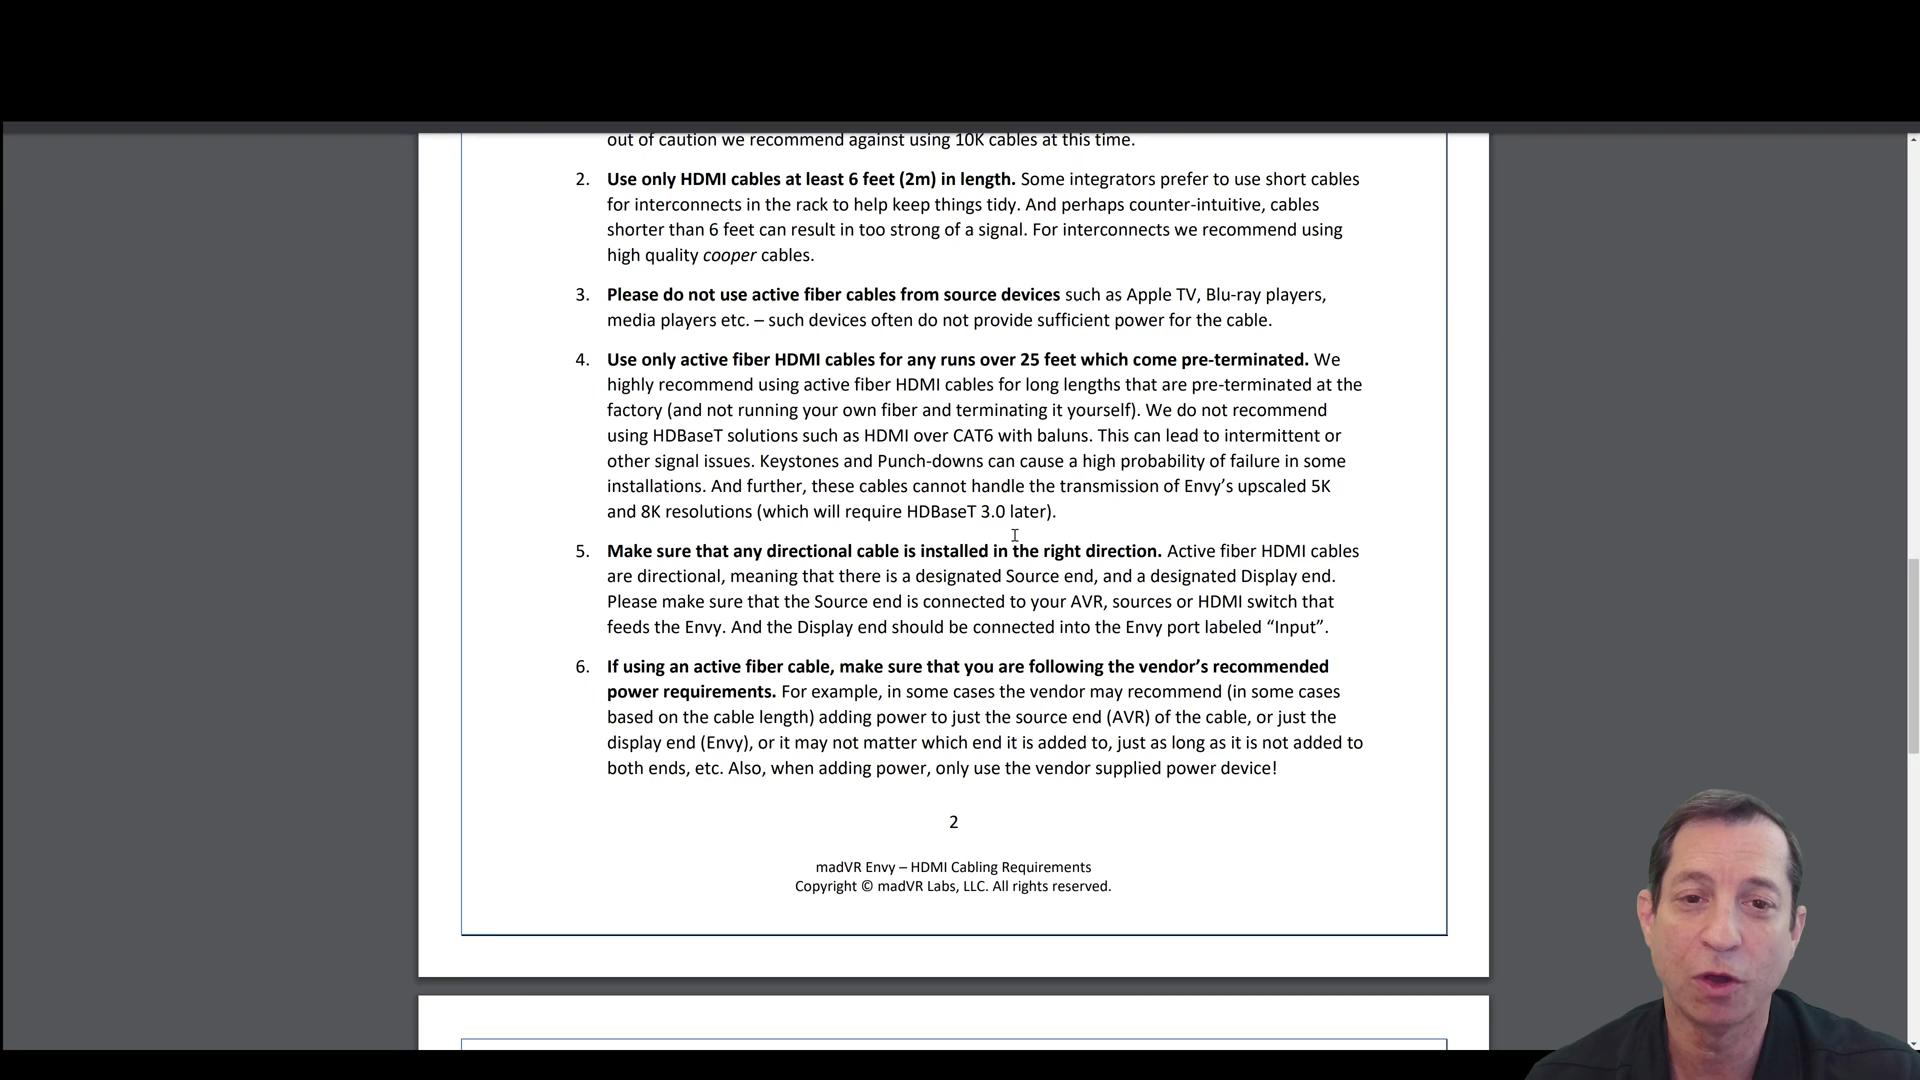 out of caution we recommend against using 10K cables at this time.
2. Use only HDMI cables at least 6 feet (2m) in length. Some integrators prefer to use short cables
for interconnects in the rack to help keep things tidy. And perhaps counter-intuitive, cables
shorter than 6 feet can result in too strong of a signal. For interconnects we recommend using
high quality cooper cables.
3. Please do not use active fiber cables from source devices such as Apple TV, Blu-ray players,
media players etc. – such devices often do not provide sufficient power for the cable.
4. Use only active fiber HDMI cables for any runs over 25 feet which come pre-terminated. We
highly recommend using active fiber HDMI cables for long lengths that are pre-terminated at the
factory (and not running your own fiber and terminating it yourself). We do not recommend
using HDBaseT solutions such as HDMI over CAT6 with baluns. This can lead to intermittent or
other signal issues. Keystones and Punch-downs can cause a high probability of failure in some
installations. And further, these cables cannot handle the transmission of Envy’s upscaled 5K
and 8K resolutions (which will require HDBaseT 3.0 later).
5. Make sure that any directional cable is installed in the right direction. Active fiber HDMI cables
are directional, meaning that there is a designated Source end, and a designated Display end.
Please make sure that the Source end is connected to your AVR, sources or HDMI switch that
feeds the Envy. And the Display end should be connected into the Envy port labeled “Input”.
6. If using an active fiber cable, make sure that you are following the vendor’s recommended
power requirements. For example, in some cases the vendor may recommend (in some cases
based on the cable length) adding power to just the source end (AVR) of the cable, or just the
display end (Envy), or it may not matter which end it is added to, just as long as it is not added to
both ends, etc. Also, when adding power, only use the vendor supplied power device!
2
madVR Envy – HDMI Cabling Requirements
Copyright © madVR Labs, LLC. All rights reserved.